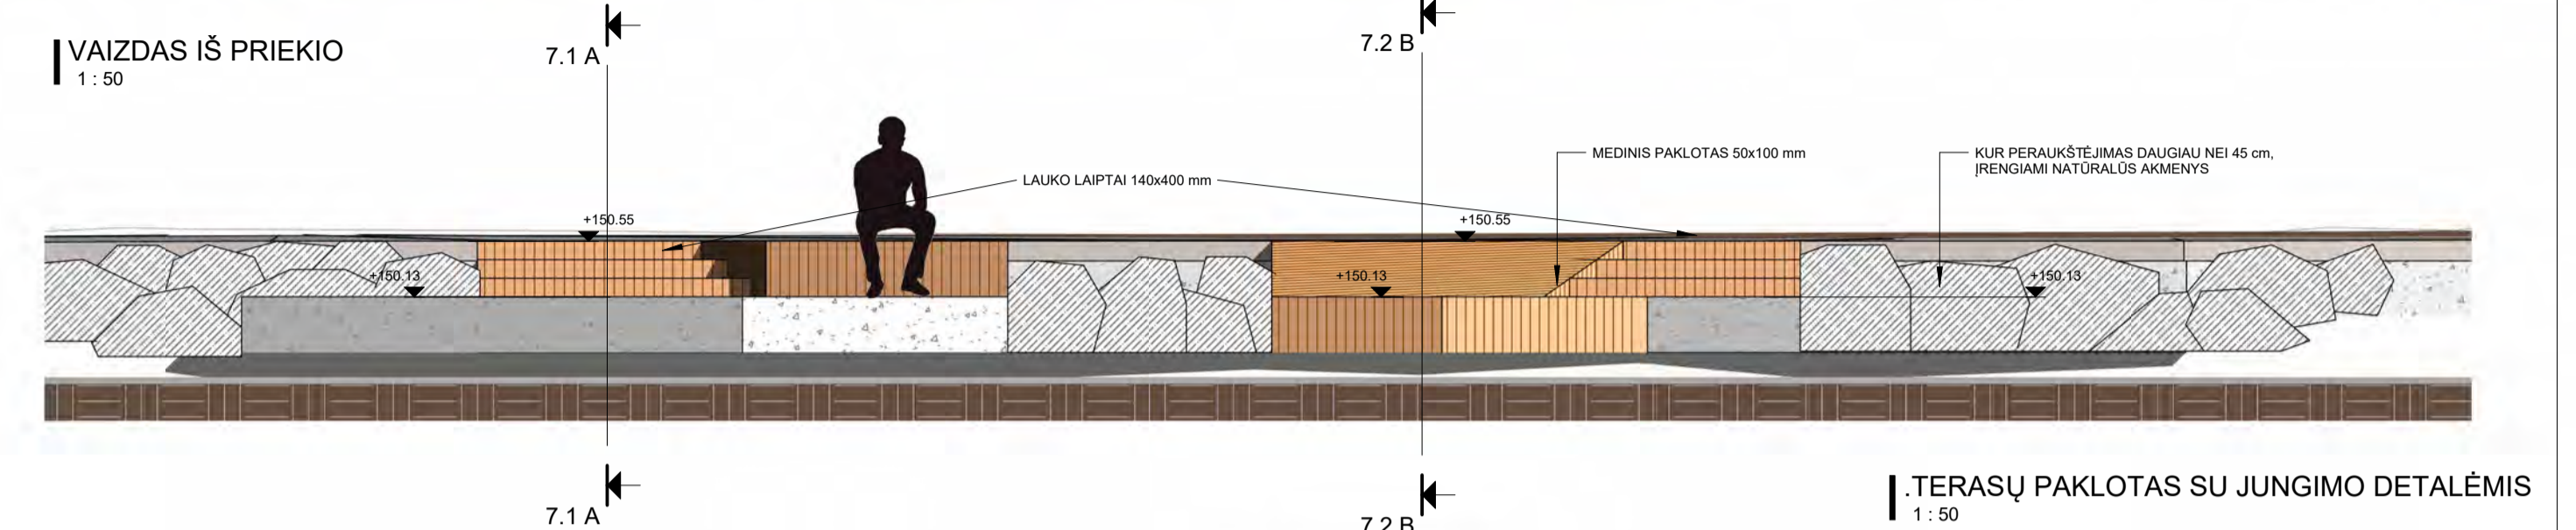 VAIZDAS IŠ PRIEKIO
1 : 50
7.1 A
7.2 B
LAUKO LAIPTAI 140x400 mm
MEDINIS PAKLOTAS 50x100 mm
KUR PERAUKŠTĖJIMAS DAUGIAU NEI 45 cm,
ĮRENGIAMI NATŪRALŪS AKMENYS
+150.55
+150.55
+150.13
+150.13
+150.13
7.1 A
7.2 B
.TERASŲ PAKLOTAS SU JUNGIMO DETALĖMIS
1 : 50